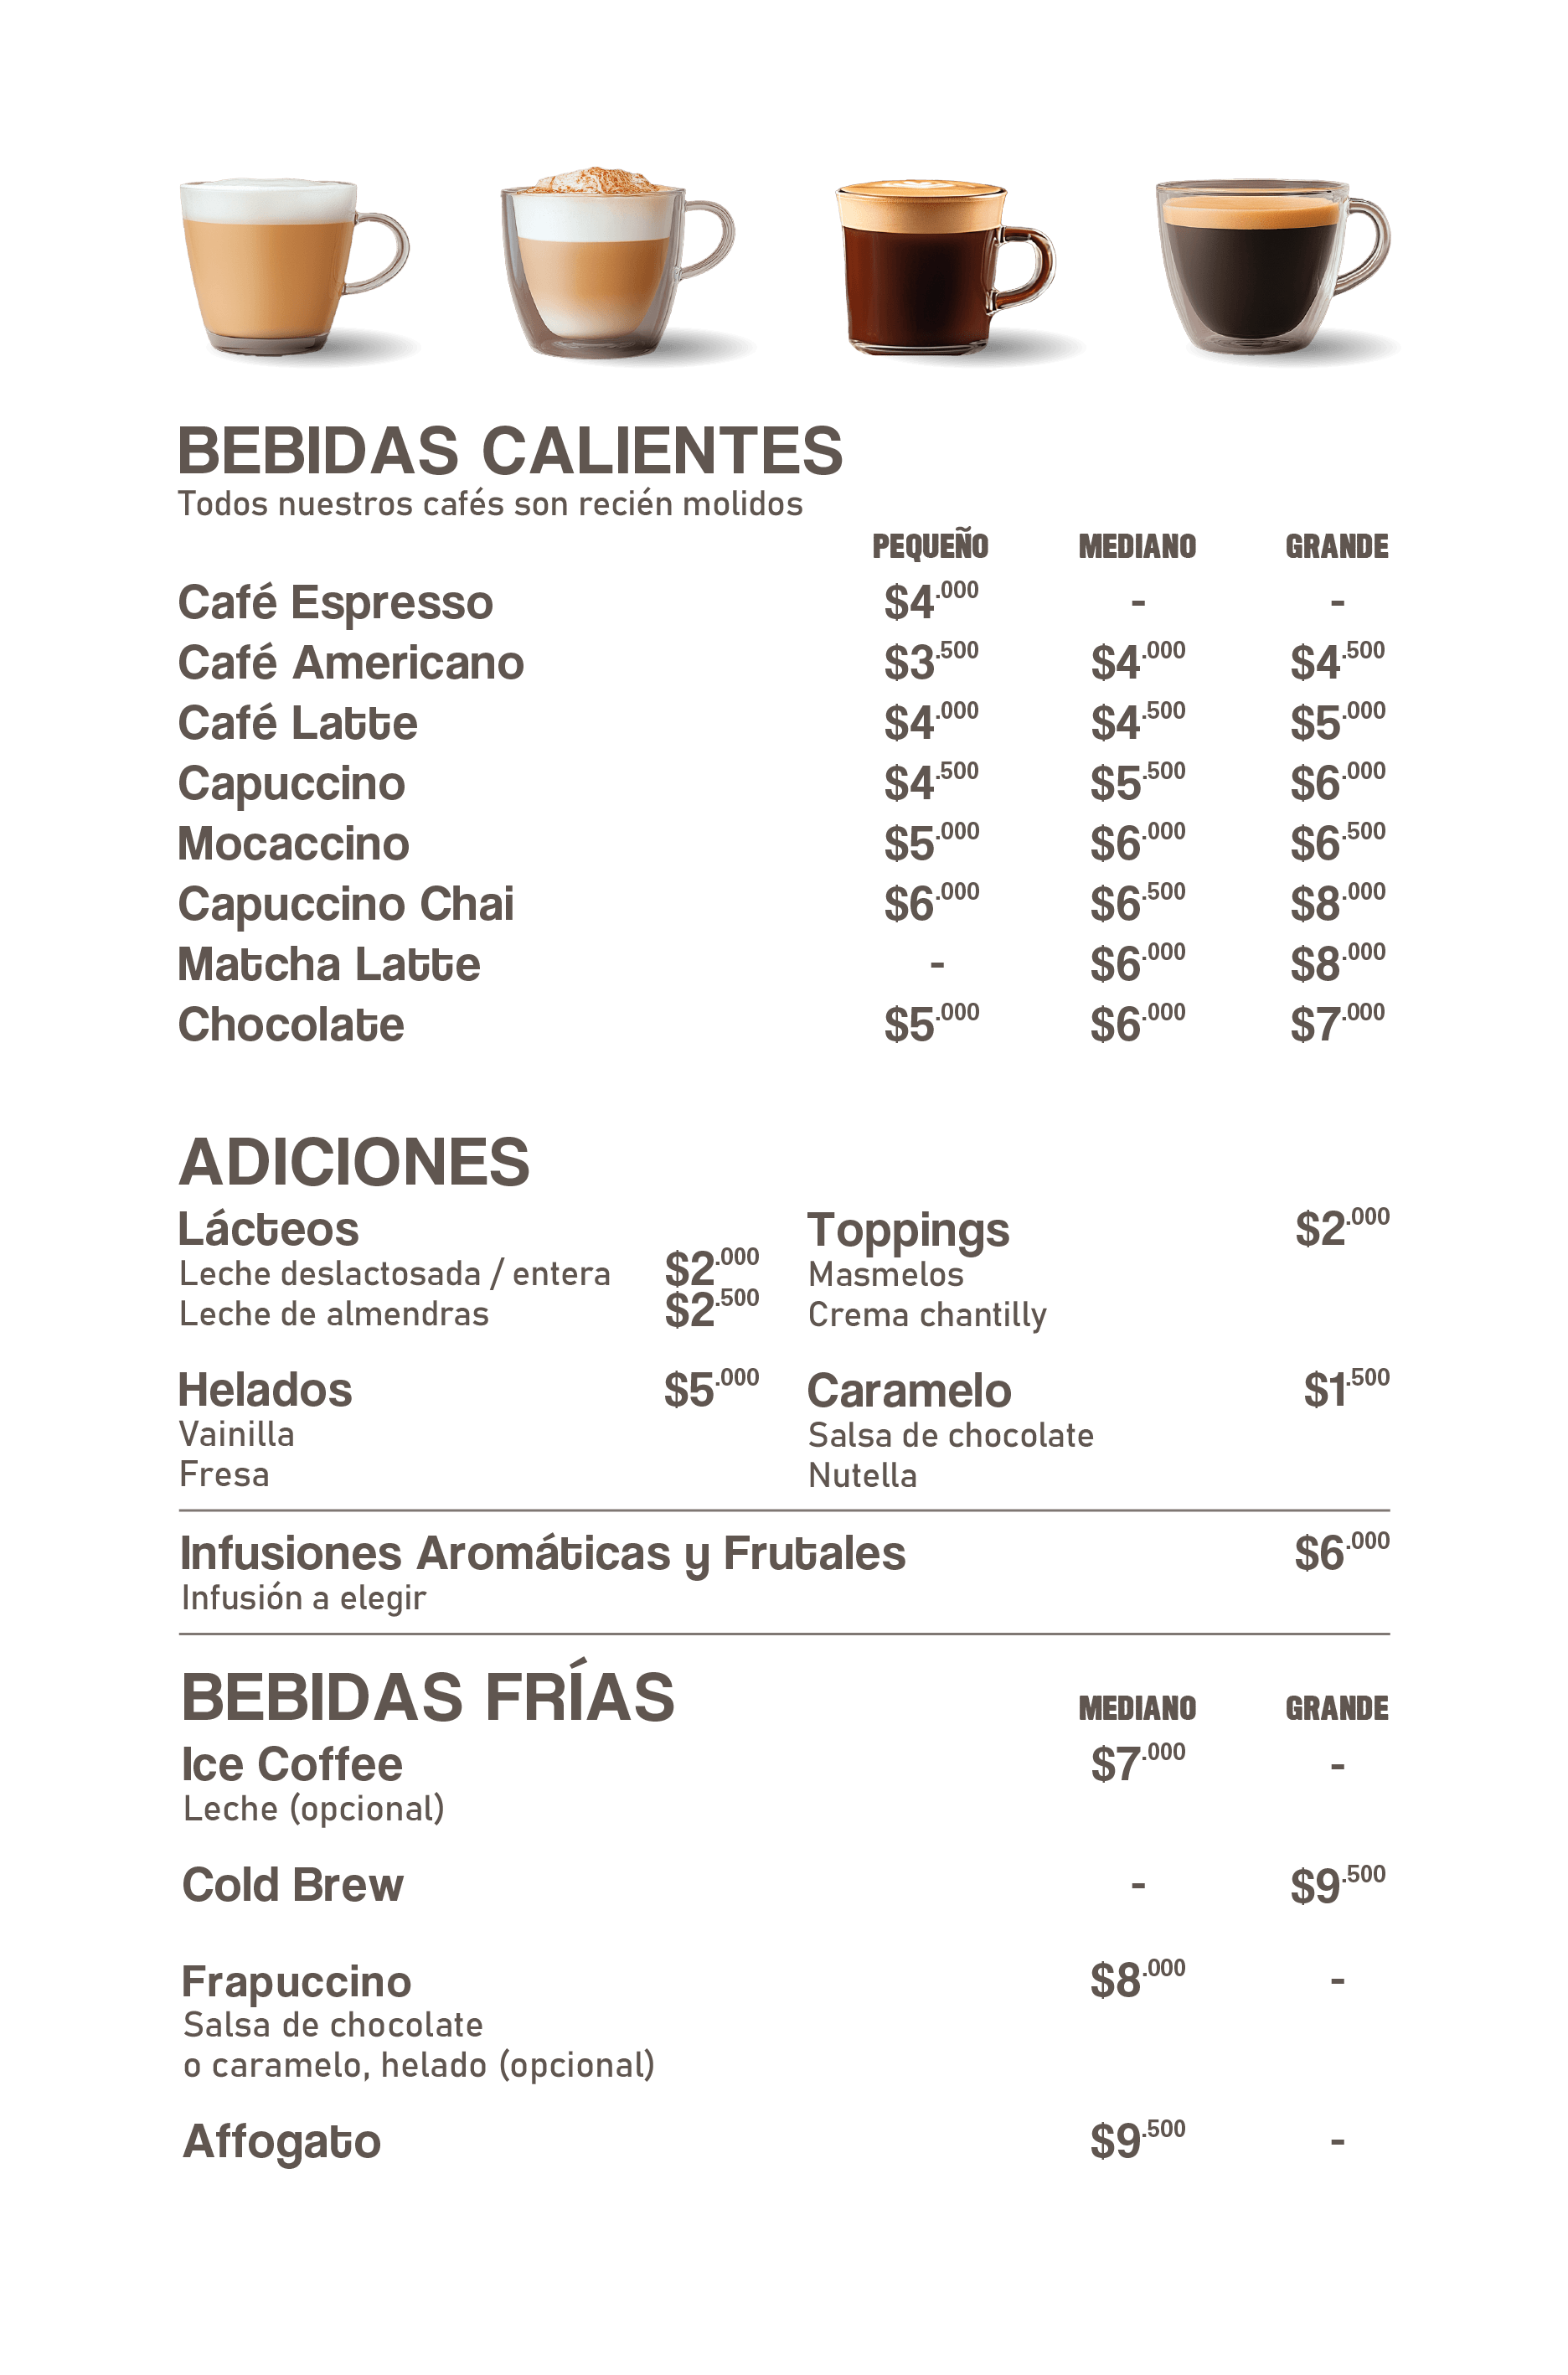 BEBIDAS CALIENTES
Todos nuestros cafés son recién molidos
PEQUEÑO MEDIANO GRANDE
Café Espresso $4.000 - -
Café Americano $3.500 $4.000 $4.500
Café Latte $4.000 $4.500 $5.000
Capuccino $4.500 $5.500 $6.000
Mocaccino $5.000 $6.000 $6.500
Capuccino Chai $6.000 $6.500 $8.000
Matcha Latte - $6.000 $8.000
Chocolate $5.000 $6.000 $7.000
ADICIONES
Lácteos
Leche deslactosada / entera $2.000
Leche de almendras $2.500
Toppings $2.000
Masmelos
Crema chantilly
Helados $5.000
Vainilla
Fresa
Caramelo $1.500
Salsa de chocolate
Nutella
Infusiones Aromáticas y Frutales $6.000
Infusión a elegir
BEBIDAS FRÍAS MEDIANO GRANDE
Ice Coffee $7.000 -
Leche (opcional)
Cold Brew - $9.500
Frapuccino $8.000 -
Salsa de chocolate
o caramelo, helado (opcional)
Affogato $9.500 -